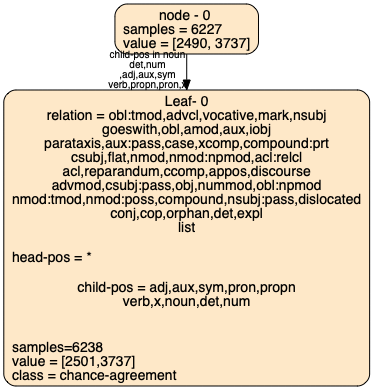 node - 0
samples = 6227
value = [2490, 3737]
child-pos in noun
det,num
,adj,aux,sym
verb,propn,pron,x
Leaf- 0
relation = obl:tmod,advcl,vocative,mark,nsubj
goeswith,obl,amod,aux,iobj
parataxis,aux:pass,case,xcomp,compound:prt
csubj,flat,nmod,nmod:npmod,acl:relcl
acl,reparandum,ccomp,appos,discourse
advmod,csubj:pass,obj,nummod,obl:npmod
nmod:tmod,nmod:poss,compound,nsubj:pass,dislocated
conj,cop,orphan,det,expl
list
head-pos = *
child-pos = adj,aux,sym,pron,propn
verb,x,noun,det,num
samples=6238
value = [2501,3737]
class = chance-agreement